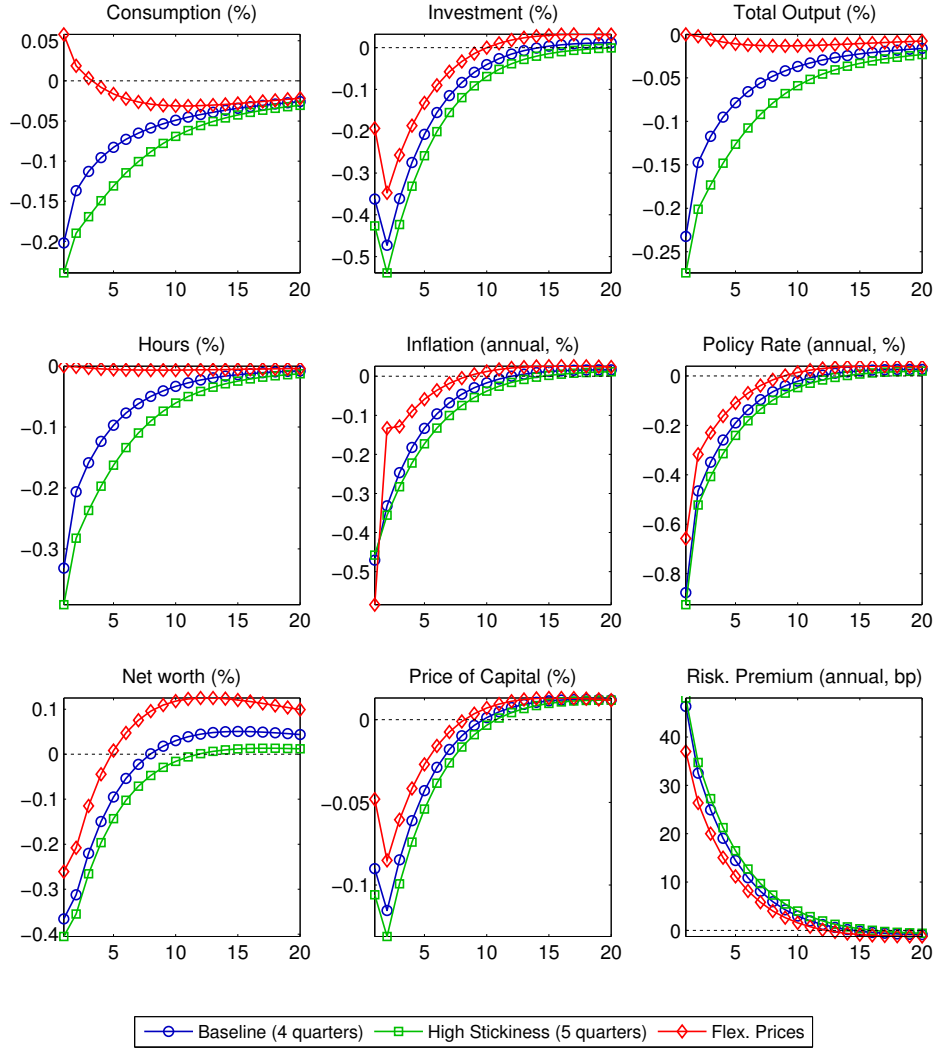 Consumption (%)
Investment (%)
Total Output (%)
0.05
0
−0.05
−0.1
−0.15
−0.2
5 10 15 20
0
−0.1
−0.2
−0.3
−0.4
−0.5
5 10 15 20
0
−0.05
−0.1
−0.15
−0.2
−0.25
5 10 15 20
Hours (%)
Inflation (annual, %)
Policy Rate (annual, %)
0
−0.1
−0.2
−0.3
5 10 15 20
0
−0.1
−0.2
−0.3
−0.4
−0.5
5 10 15 20
0
−0.2
−0.4
−0.6
−0.8
5 10 15 20
Net worth (%)
Price of Capital (%)
Risk. Premium (annual, bp)
0.1
0
−0.1
−0.2
−0.3
−0.4
5 10 15 20
0
−0.05
−0.1
5 10 15 20
40
30
20
10
0
5 10 15 20
Baseline (4 quarters) High Stickiness (5 quarters) Flex. Prices